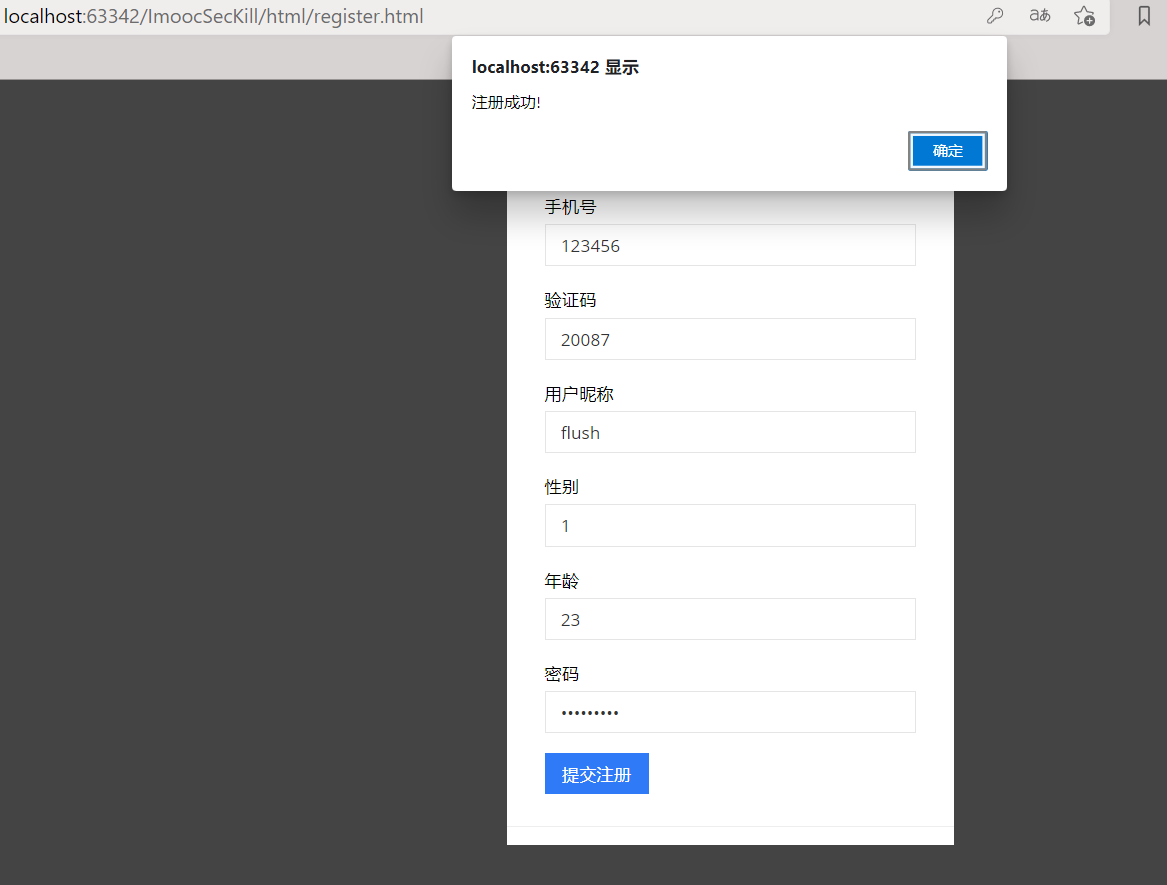 localhost:63342/ImoocSecKill/html/register.html
aあ
localhost:63342 显示
注册成功!
确定
手机号
123456
验证码
20087
用户昵称
flush
性别
1
年龄
23
密码
•••••••••
提交注册